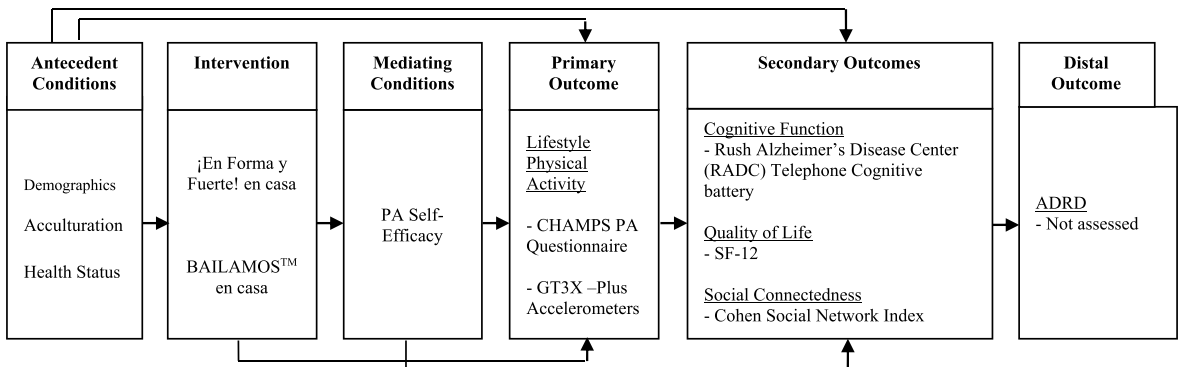 Antecedent
Conditions
Demographics
Acculturation
Health Status
Intervention
¡En Forma y
Fuerte! en casa
BAILAMOS™
en casa
Mediating
Conditions
PA Self-
Efficacy
Primary
Outcome
Lifestyle
Physical
Activity
- CHAMPS PA
Questionnaire
- GT3X –Plus
Accelerometers
Secondary Outcomes
Cognitive Function
- Rush Alzheimer’s Disease Center
(RADC) Telephone Cognitive
battery
Quality of Life
- SF-12
Social Connectedness
- Cohen Social Network Index
Distal
Outcome
ADRD
- Not assessed